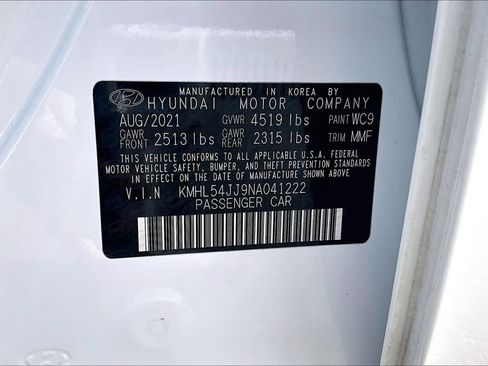 MANUFACTURED IN KOREA BY
HYUNDAI MOTOR COMPANY
AUG/2021 GVWR 4519 lbs PAINT WC9
GAWR FRONT 2513 lbs GAWR REAR 2315 lbs TRIM MMF
THIS VEHICLE CONFORMS TO ALL APPLICABLE U.S.A. FEDERAL
MOTOR VEHICLE SAFETY, BUMPER, AND THEFT PREVENTION STANDARDS
IN EFFECT ON THE DATE OF MANUFACTURE SHOWN ABOVE.
V.I.N KMHL54JJ9NA041222
PASSENGER CAR